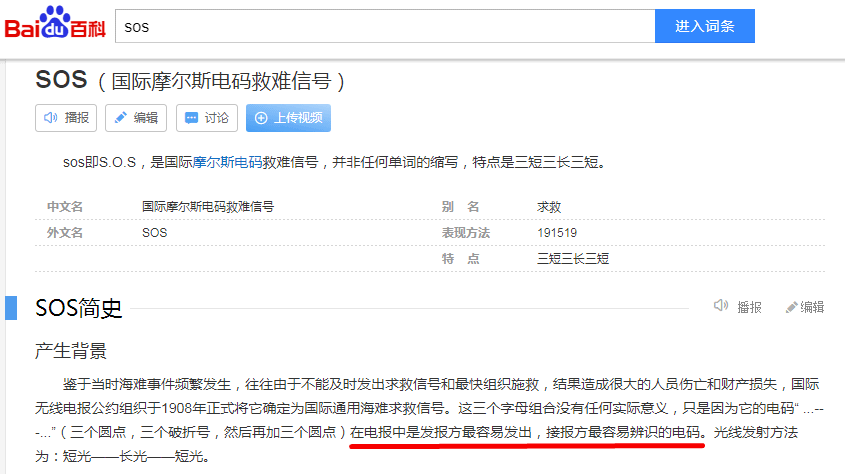 Bai du 百科
sos
进入词条
SOS（国际摩尔斯电码救难信号）
播报 编辑 讨论 上传视频
sos即S.O.S，是国际摩尔斯电码救难信号，并非任何单词的缩写，特点是三短三长三短。
中文名 国际摩尔斯电码救难信号 别 名 求救
外文名 SOS 表现方法 191519
特 点 三短三长三短
SOS简史 播报 编辑
产生背景
鉴于当时海难事件频繁发生，往往由于不能及时发出求救信号和最快组织施救，结果造成很大的人员伤亡和财产损失，国际
无线电报公约组织于1908年正式将它确定为国际通用海难求救信号。这三个字母组合没有任何实际意义，只是因为它的电码“ ...--
-...”（三个圆点，三个破折号，然后再加三个圆点）在电报中是发报方最容易发出，接报方最容易辨识的电码。光线发射方法
为：短光——长光——短光。